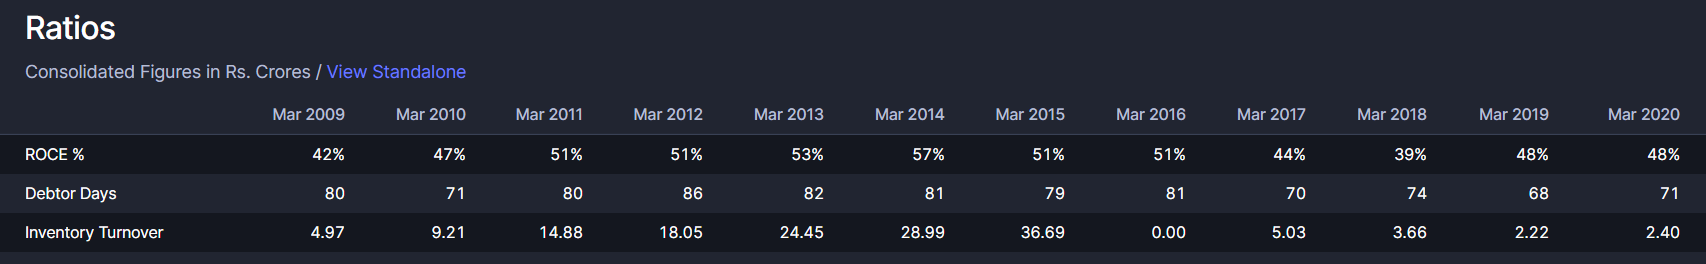 Ratios
Consolidated Figures in Rs. Crores / View Standalone
Mar 2009 Mar 2010 Mar 2011 Mar 2012 Mar 2013 Mar 2014 Mar 2015 Mar 2016 Mar 2017 Mar 2018 Mar 2019 Mar 2020
ROCE % 42% 47% 51% 51% 53% 57% 51% 51% 44% 39% 48% 48%
Debtor Days 80 71 80 86 82 81 79 81 70 74 68 71
Inventory Turnover 4.97 9.21 14.88 18.05 24.45 28.99 36.69 0.00 5.03 3.66 2.22 2.40